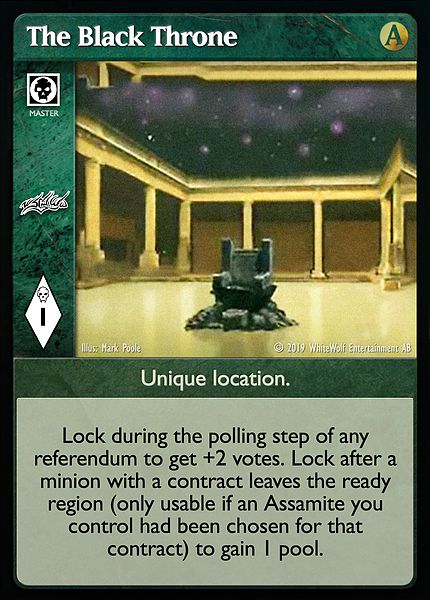 The Black Throne
A
MASTER
1
Illus: Mark Poole
© 2019 WhiteWolf Entertainment AB
Unique location.
Lock during the polling step of any
referendum to get +2 votes. Lock after a
minion with a contract leaves the ready
region (only usable if an Assamite you
control had been chosen for that
contract) to gain 1 pool.